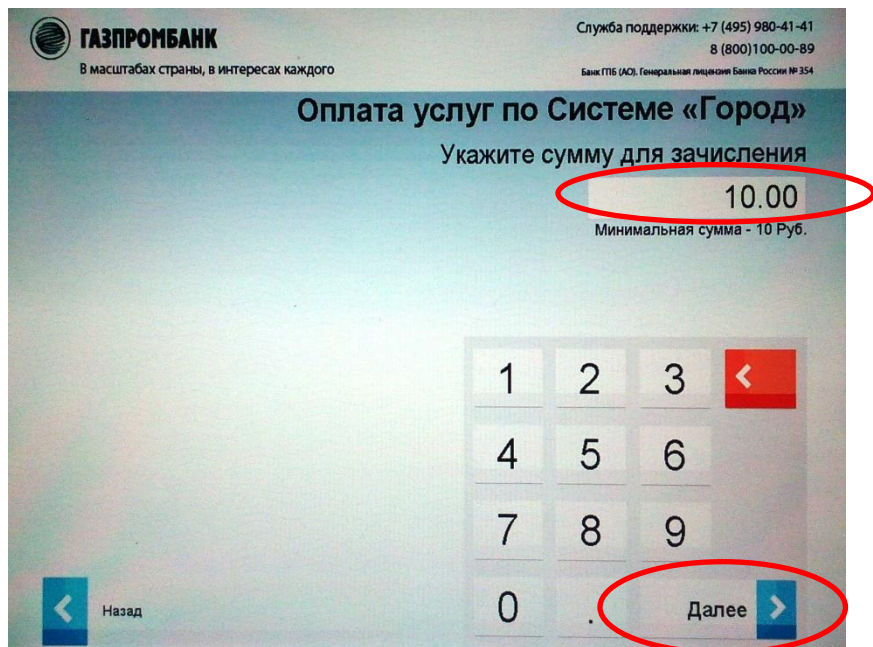 ГАЗПРОМБАНК
В масштабах страны, в интересах каждого
Служба поддержки: +7 (495) 980-41-41
8 (800)100-00-89
Банк ГПБ (АО). Генеральная лицензия Банка России № 354
Оплата услуг по Системе «Город»
Укажите сумму для зачисления
10.00
Минимальная сумма - 10 Руб.
1 2 3
4 5 6
7 8 9
Назад 0 . Далее